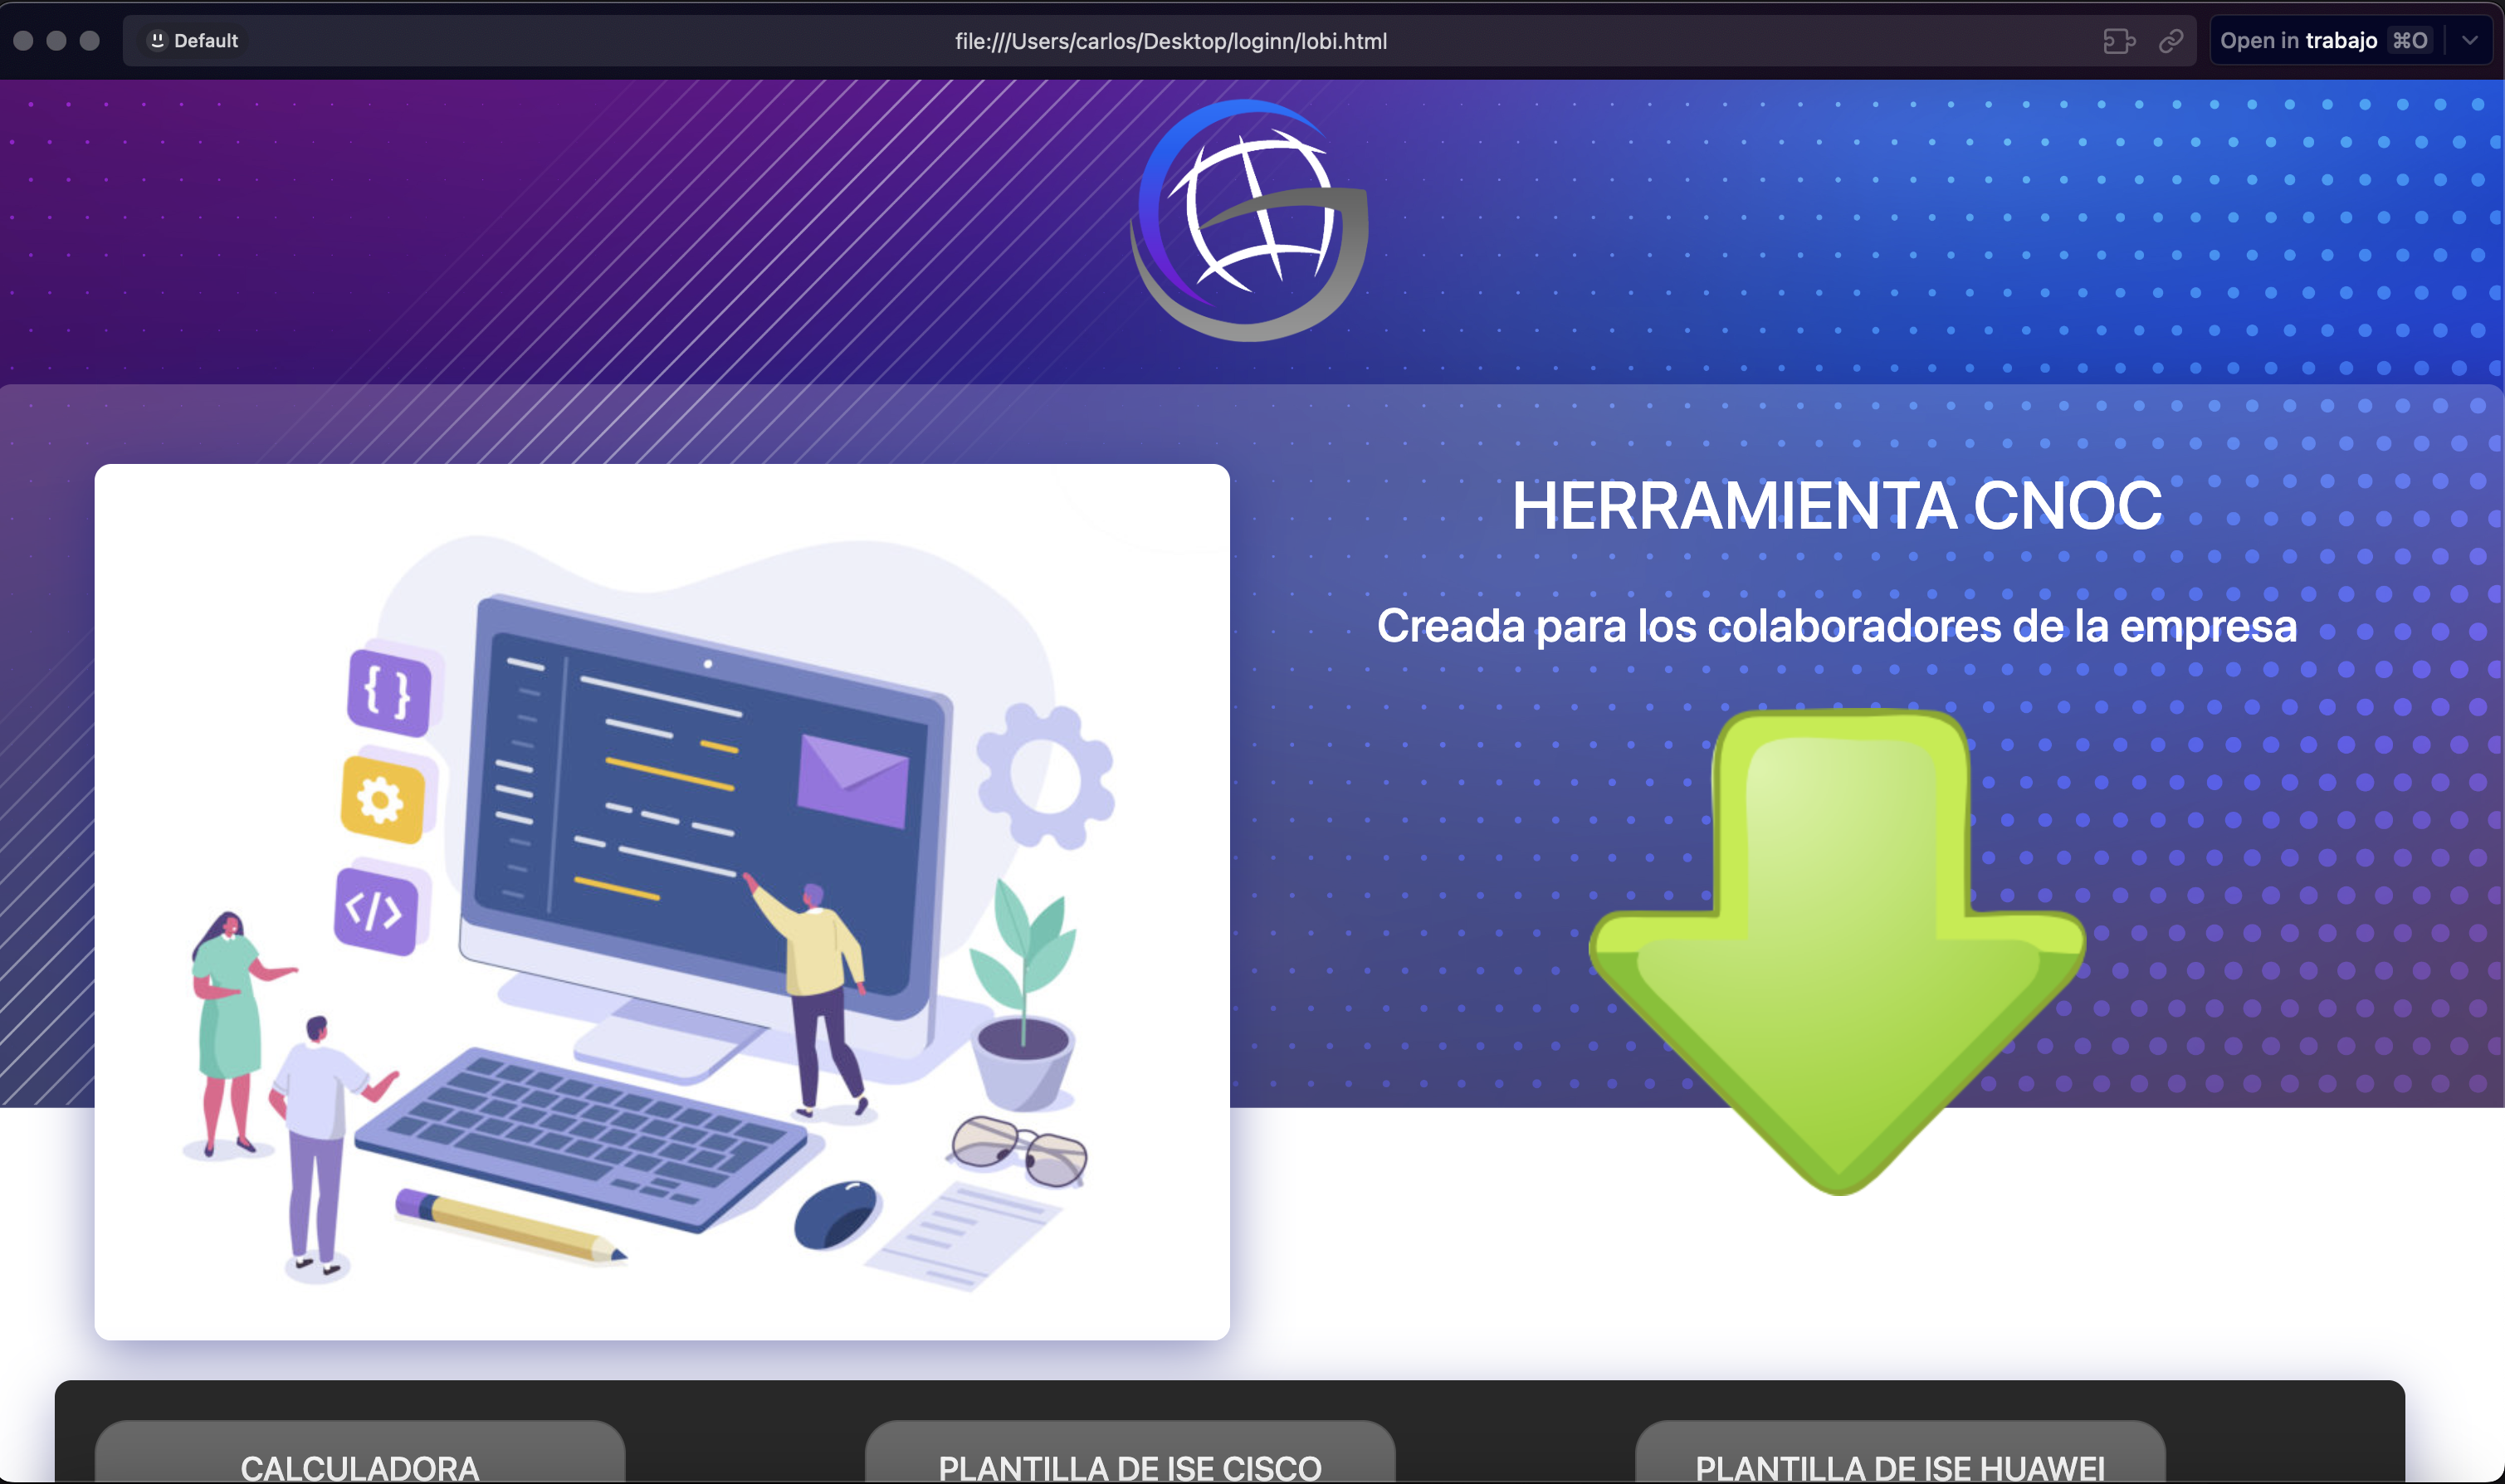 Default
file:///Users/carlos/Desktop/loginn/lobi.html
Open in trabajo ⌘O
HERRAMIENTA CNOC
Creada para los colaboradores de la empresa
{ }
</>
CALCULADORA
PLANTILLA DE ISE CISCO
PLANTILLA DE ISE HUAWEI